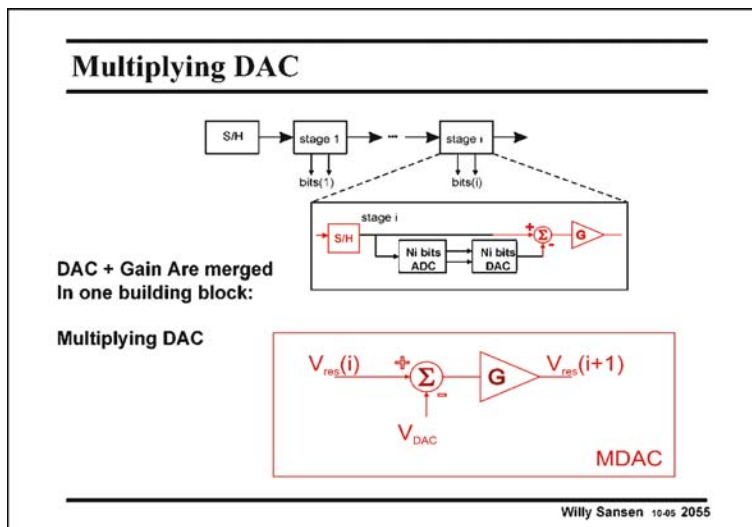 Multiplying DAC
S/H
stage 1
...
stage i
bits(1)
bits(i)
stage i
S/H
Ni bits
ADC
Ni bits
DAC
+
Σ
-
G
DAC + Gain Are merged
In one building block:
Multiplying DAC
Vres(i)
+
Σ
-
G
Vres(i+1)
VDAC
MDAC
Willy Sansen 10-05 2055